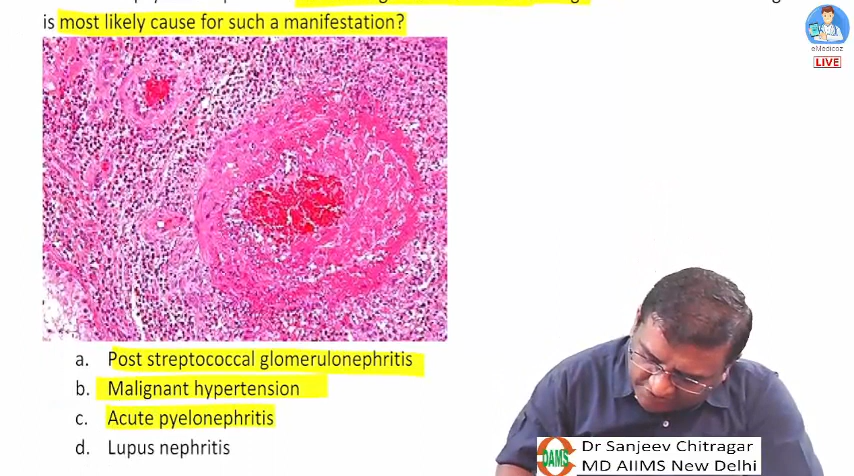 is most likely cause for such a manifestation?
eMedicoz
LIVE
a. Post streptococcal glomerulonephritis
b. Malignant hypertension
c. Acute pyelonephritis
d. Lupus nephritis
DAMS
Dr Sanjeev Chitragar
MD AIIMS New Delhi